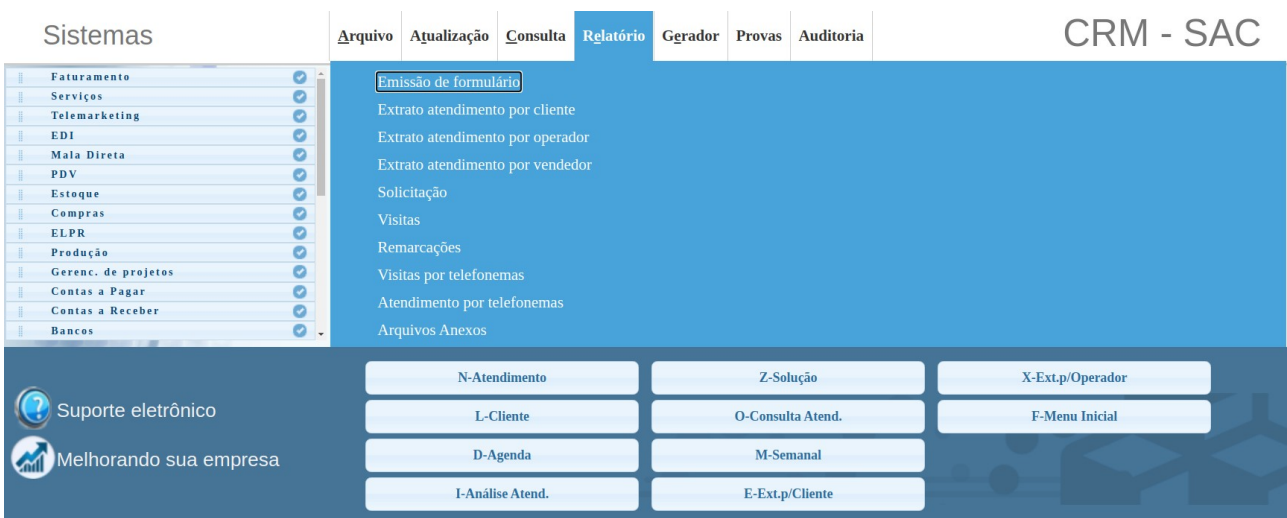 Sistemas
Arquivo Atualização Consulta Relatório Gerador Provas Auditoria
CRM - SAC
Faturamento
Serviços
Telemarketing
EDI
Mala Direta
PDV
Estoque
Compras
ELPR
Produção
Gerenc. de projetos
Contas a Pagar
Contas a Receber
Bancos
Emissão de formulário
Extrato atendimento por cliente
Extrato atendimento por operador
Extrato atendimento por vendedor
Solicitação
Visitas
Remarcações
Visitas por telefonemas
Atendimento por telefonemas
Arquivos Anexos
Suporte eletrônico
Melhorando sua empresa
N-Atendimento Z-Solução X-Ext.p/Operador
L-Cliente O-Consulta Atend. F-Menu Inicial
D-Agenda M-Semanal
I-Análise Atend. E-Ext.p/Cliente